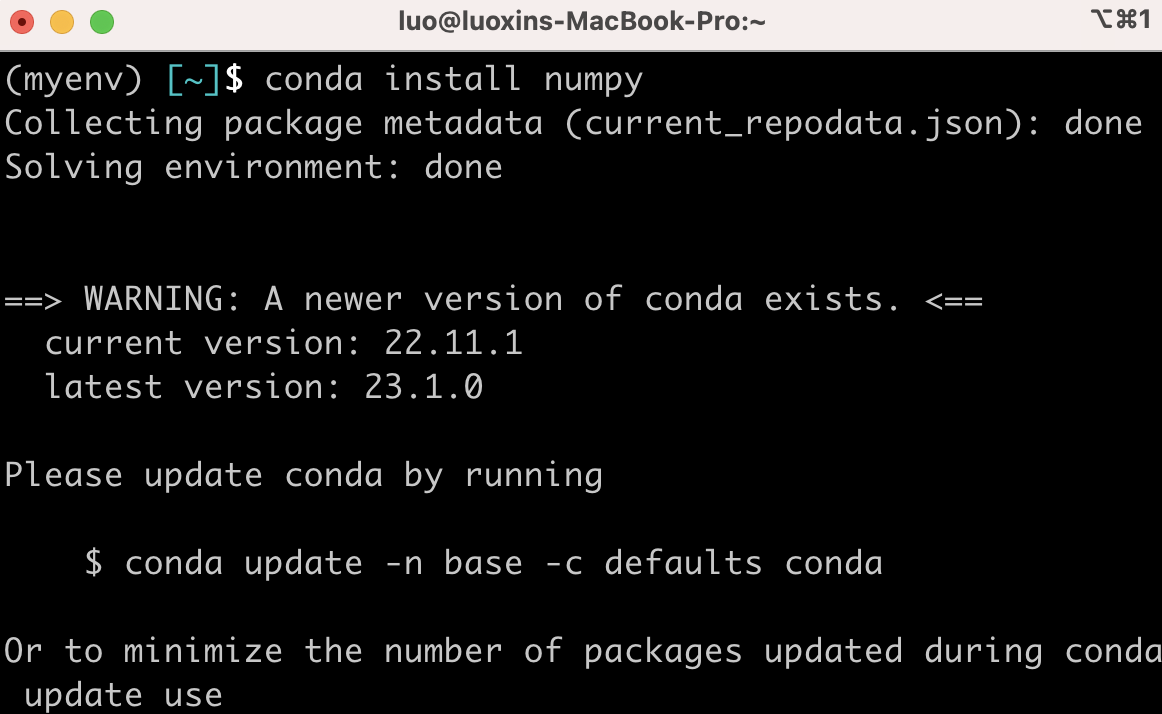 luo@luoxins-MacBook-Pro:~ ⌥⌘1
(myenv) [~]$ conda install numpy
Collecting package metadata (current_repodata.json): done
Solving environment: done
==> WARNING: A newer version of conda exists. <==
  current version: 22.11.1
  latest version: 23.1.0
Please update conda by running
    $ conda update -n base -c defaults conda
Or to minimize the number of packages updated during conda
 update use